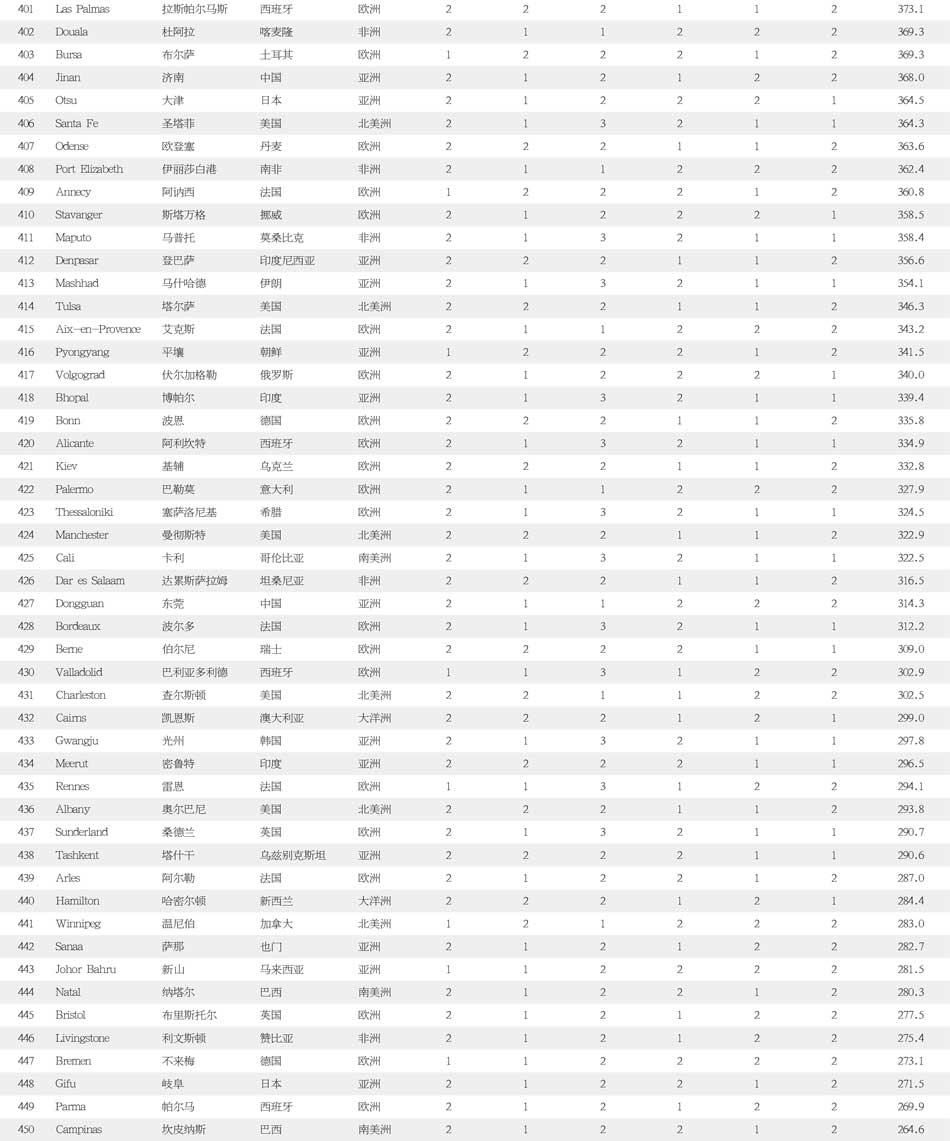 401 Las Palmas 拉斯帕尔马斯 西班牙 欧洲 2 2 2 1 1 2 373.1
402 Douala 杜阿拉 喀麦隆 非洲 2 1 1 2 2 2 369.3
403 Bursa 布尔萨 土耳其 欧洲 1 2 2 2 1 2 369.3
404 Jinan 济南 中国 亚洲 2 1 2 1 2 2 368.0
405 Otsu 大津 日本 亚洲 2 1 2 2 2 1 364.5
406 Santa Fe 圣塔菲 美国 北美洲 2 1 3 2 1 1 364.3
407 Odense 欧登塞 丹麦 欧洲 2 2 2 1 1 2 363.6
408 Port Elizabeth 伊丽莎白港 南非 非洲 2 1 1 2 2 2 362.4
409 Annecy 阿讷西 法国 欧洲 1 2 2 2 1 2 360.8
410 Stavanger 斯塔万格 挪威 欧洲 2 1 2 2 2 1 358.5
411 Maputo 马普托 莫桑比克 非洲 2 1 3 2 1 1 358.4
412 Denpasar 登巴萨 印度尼西亚 亚洲 2 2 2 1 1 2 356.6
413 Mashhad 马什哈德 伊朗 亚洲 2 1 3 2 1 1 354.1
414 Tulsa 塔尔萨 美国 北美洲 2 2 2 1 1 2 346.3
415 Aix-en-Provence 艾克斯 法国 欧洲 2 1 1 2 2 2 343.2
416 Pyongyang 平壤 朝鲜 亚洲 1 2 2 2 1 2 341.5
417 Volgograd 伏尔加格勒 俄罗斯 欧洲 2 1 2 2 2 1 340.0
418 Bhopal 博帕尔 印度 亚洲 2 1 3 2 1 1 339.4
419 Bonn 波恩 德国 欧洲 2 2 2 1 1 2 335.8
420 Alicante 阿利坎特 西班牙 欧洲 2 1 3 2 1 1 334.9
421 Kiev 基辅 乌克兰 欧洲 2 2 2 1 1 2 332.8
422 Palermo 巴勒莫 意大利 欧洲 2 1 1 2 2 2 327.9
423 Thessaloniki 塞萨洛尼基 希腊 欧洲 2 1 3 2 1 1 324.5
424 Manchester 曼彻斯特 美国 北美洲 2 2 2 1 1 2 322.9
425 Cali 卡利 哥伦比亚 南美洲 2 1 3 2 1 1 322.5
426 Dar es Salaam 达累斯萨拉姆 坦桑尼亚 非洲 2 2 2 1 1 2 316.5
427 Dongguan 东莞 中国 亚洲 2 1 1 2 2 2 314.3
428 Bordeaux 波尔多 法国 欧洲 2 1 3 2 1 1 312.2
429 Berne 伯尔尼 瑞士 欧洲 2 2 2 2 1 1 309.0
430 Valladolid 巴利亚多利德 西班牙 欧洲 1 1 3 1 2 2 302.9
431 Charleston 查尔斯顿 美国 北美洲 2 2 1 1 2 2 302.5
432 Cairns 凯恩斯 澳大利亚 大洋洲 2 2 2 1 2 1 299.0
433 Gwangju 光州 韩国 亚洲 2 1 3 2 1 1 297.8
434 Meerut 密鲁特 印度 亚洲 2 2 2 2 1 1 296.5
435 Rennes 雷恩 法国 欧洲 1 1 3 1 2 2 294.1
436 Albany 奥尔巴尼 美国 北美洲 2 2 2 1 1 2 293.8
437 Sunderland 桑德兰 英国 欧洲 2 1 3 2 1 1 290.7
438 Tashkent 塔什干 乌兹别克斯坦 亚洲 2 2 2 2 1 1 290.6
439 Arles 阿尔勒 法国 欧洲 2 1 2 2 1 2 287.0
440 Hamilton 哈密尔顿 新西兰 大洋洲 2 2 2 1 2 1 284.4
441 Winnipeg 温尼伯 加拿大 北美洲 1 2 1 2 2 2 283.0
442 Sanaa 萨那 也门 亚洲 2 1 2 1 2 2 282.7
443 Johor Bahru 新山 马来西亚 亚洲 1 1 2 2 2 2 281.5
444 Natal 纳塔尔 巴西 南美洲 2 1 2 2 1 2 280.3
445 Bristol 布里斯托尔 英国 欧洲 2 1 2 1 2 2 277.5
446 Livingstone 利文斯顿 赞比亚 非洲 2 1 2 1 2 2 275.4
447 Bremen 不来梅 德国 欧洲 1 1 2 2 2 2 273.1
448 Gifu 岐阜 日本 亚洲 2 1 2 2 1 2 271.5
449 Parma 帕尔马 西班牙 欧洲 2 1 2 1 2 2 269.9
450 Campinas 坎皮纳斯 巴西 南美洲 2 1 2 2 1 2 264.6